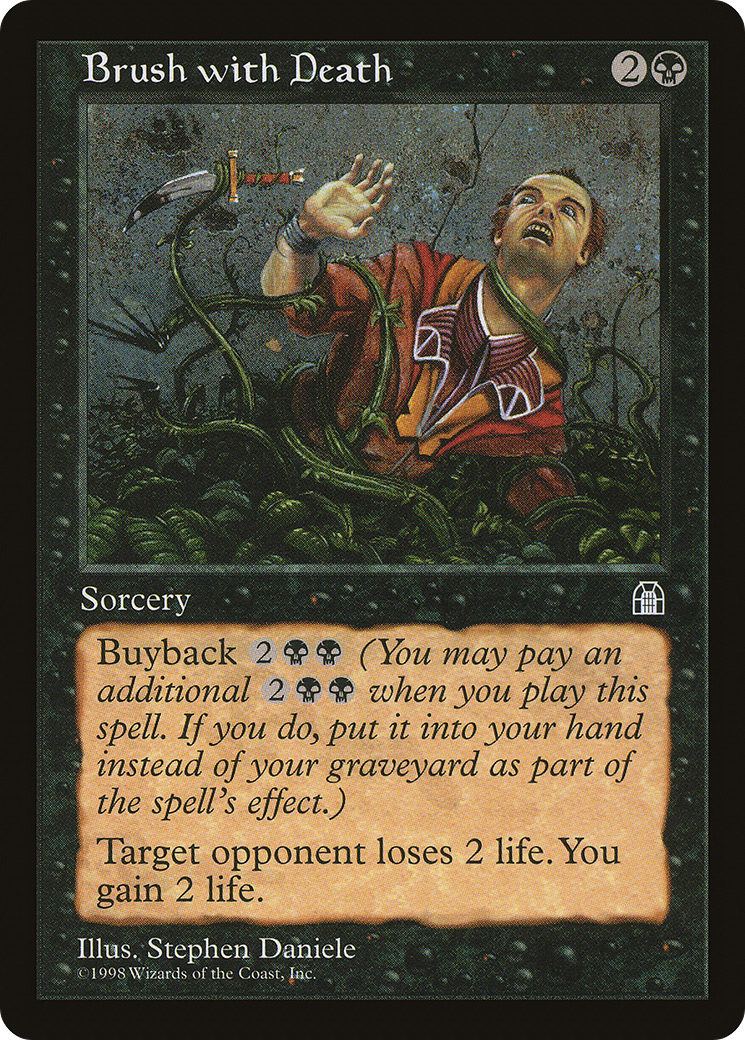 Brush with Death 2
Sorcery
Buyback 2 (You may pay an
additional 2 when you play this
spell. If you do, put it into your hand
instead of your graveyard as part of
the spell's effect.)
Target opponent loses 2 life. You
gain 2 life.
Illus. Stephen Daniele
©1998 Wizards of the Coast, Inc.